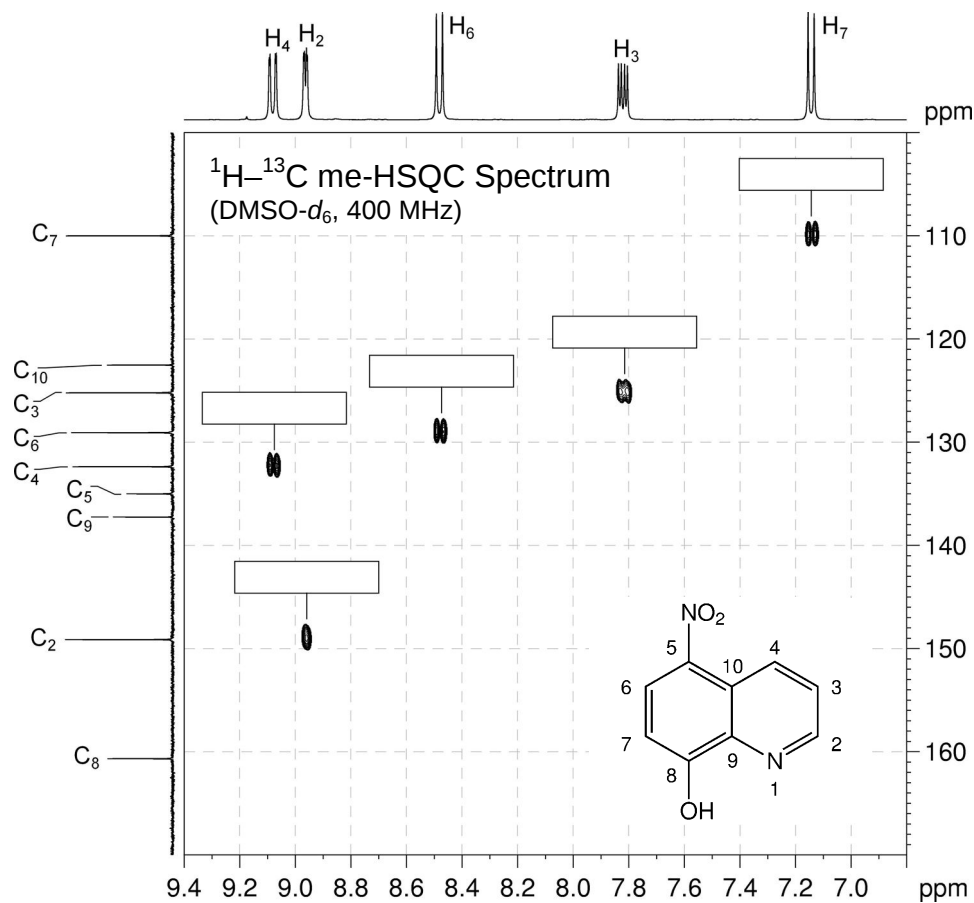 H₄ H₂ H₆ H₃ H₇
ppm
¹H–¹³C me-HSQC Spectrum
(DMSO-d₆, 400 MHz)
C₇
C₁₀
C₃
C₆
C₄
C₅
C₉
C₂
C₈
110
120
130
140
150
160
NO₂
5
4
10
6
3
7
2
9
8
N
1
OH
9.4 9.2 9.0 8.8 8.6 8.4 8.2 8.0 7.8 7.6 7.4 7.2 7.0 ppm